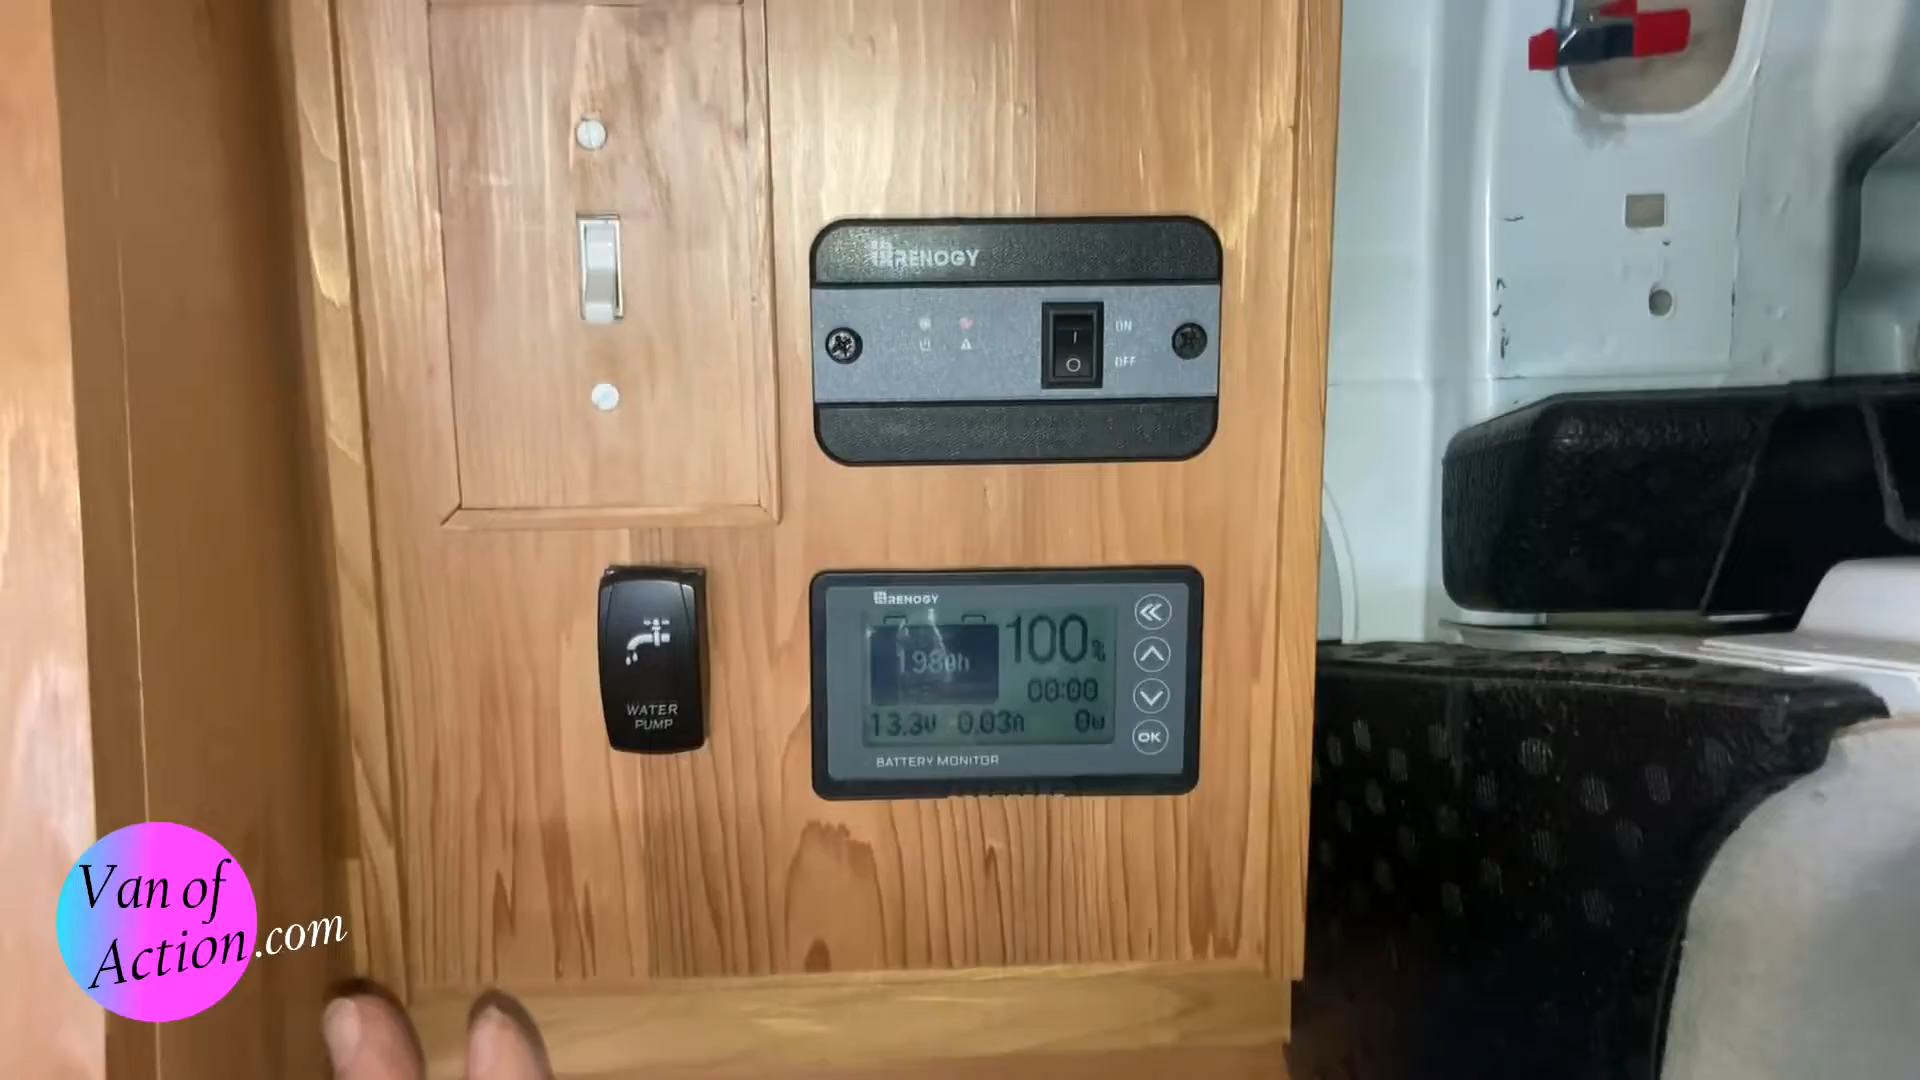 RENOGY
ON
OFF
RENOGY
100%
198Ah
00:00
13.3V 0.03A 0W
OK
BATTERY MONITOR
WATER
PUMP
Van of
Action.com